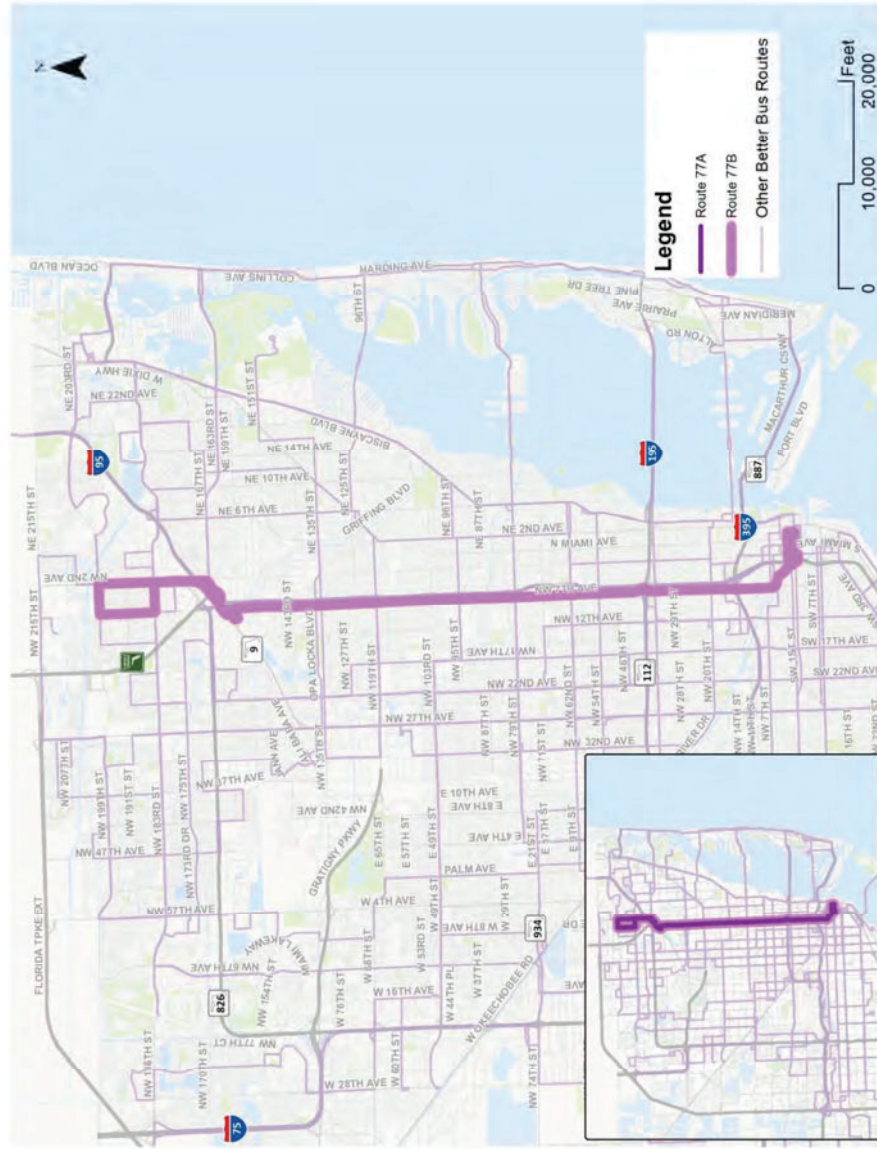 N
OCEAN BLVD
NE 203RD ST
W DIXIE HWY
NE 22ND AVE
COLLINS AVE
HARDING AVE
96TH ST
PINE TREE DR
PRAIRIE AVE
ALTON RD
MERIDIAN AVE
MACARTHUR CSWY
PORT BLVD
95
NE 215TH ST
NE 167TH ST
NE 163RD ST
NE 159TH ST
NE 151ST ST
NE 14TH AVE
NE 10TH AVE
NE 6TH AVE
NE 135TH ST
NE 125TH ST
BISCAYNE BLVD
GRIFFING BLVD
NE 96TH ST
NE 87TH ST
NE 2ND AVE
N MIAMI AVE
195
395
887
S MIAMI AVE
NW 2ND AVE
NW 215TH ST
9
OPA LOCKA BLVD
NW 127TH ST
NW 119TH ST
NW 103RD ST
NW 95TH ST
NW 17TH AVE
NW 12TH AVE
NW 22ND AVE
NW 27TH AVE
NW 32ND AVE
NW 87TH ST
NW 79TH ST
NW 71ST ST
NW 62ND ST
NW 54TH ST
NW 46TH ST
112
NW 29TH ST
NW 28TH ST
NW 20TH ST
NW 14TH ST
NW 7TH ST
SW 1ST ST
SW 7TH ST
SW 17TH AVE
SW 22ND AVE
16TH ST
RIVER DR
NW 207TH ST
NW 199TH ST
NW 191ST ST
NW 183RD ST
NW 175TH ST
NW 173RD DR
NW 37TH AVE
NW 42ND AVE
NW 47TH AVE
NW 57TH AVE
ALI BABA AVE
NW 135TH ST
GRATIGNY PKWY
E 65TH ST
E 57TH ST
E 49TH ST
E 10TH AVE
E 8TH AVE
E 4TH AVE
E 21ST ST
E 9TH ST
PALM AVE
W 4TH AVE
W 8TH AVE
W 29TH ST
W 49TH ST
W 53RD ST
W 68TH ST
W 76TH ST
W 44TH PL
W 37TH ST
W 16TH AVE
W OKEECHOBEE RD
934
FLORIDA TPKE EXT
NW 67TH AVE
NW 154TH ST
826
NW 170TH ST
NW 77TH CT
W 60TH ST
W 28TH AVE
NW 74TH ST
75
Legend
Route 77A
Route 77B
Other Better Bus Routes
Feet
0 10,000 20,000